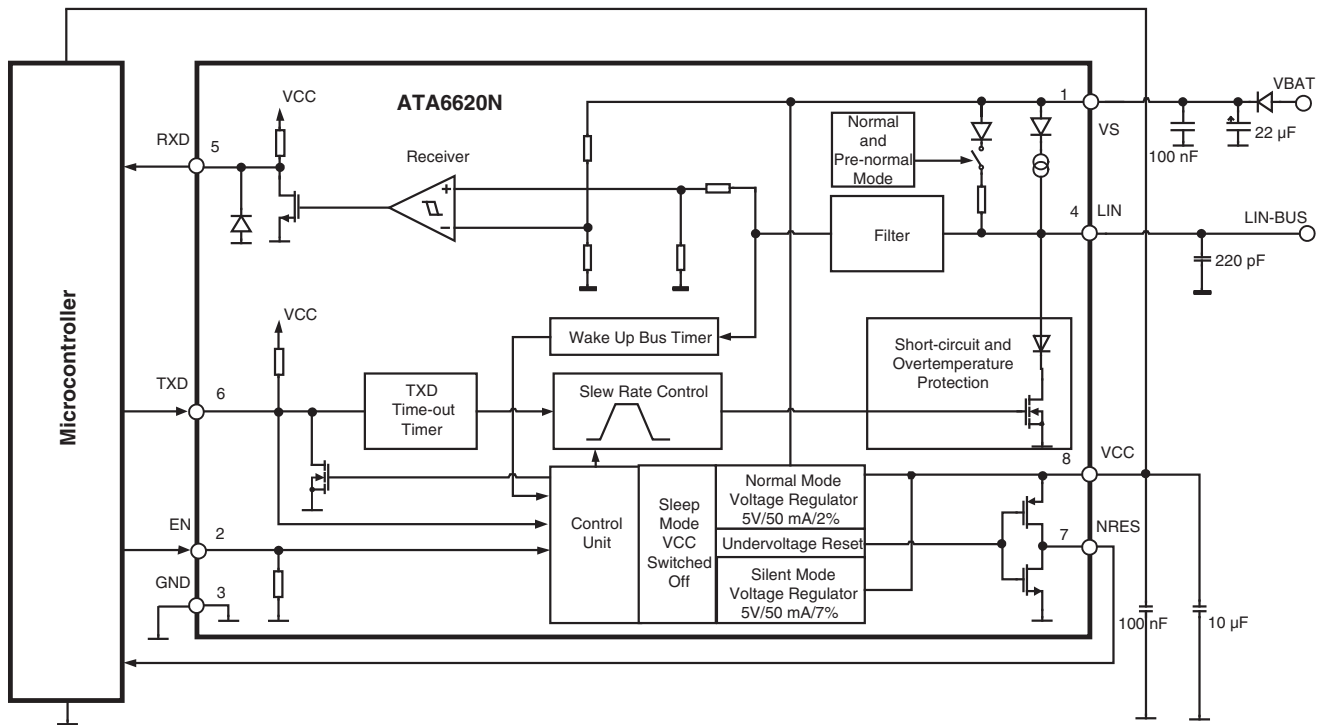 Microcontroller
ATA6620N
VCC
RXD
5
Receiver
+
−
Normal
and
Pre-normal
Mode
1
VS
VBAT
100 nF
22 µF
Filter
4
LIN
LIN-BUS
220 pF
Wake Up Bus Timer
VCC
TXD
6
TXD
Time-out
Timer
Slew Rate Control
Short-circuit and
Overtemperature
Protection
8
VCC
EN
2
GND
3
Control
Unit
Sleep
Mode
VCC
Switched
Off
Normal Mode
Voltage Regulator
5V/50 mA/2%
Undervoltage Reset
Silent Mode
Voltage Regulator
5V/50 mA/7%
7
NRES
100 nF
10 µF